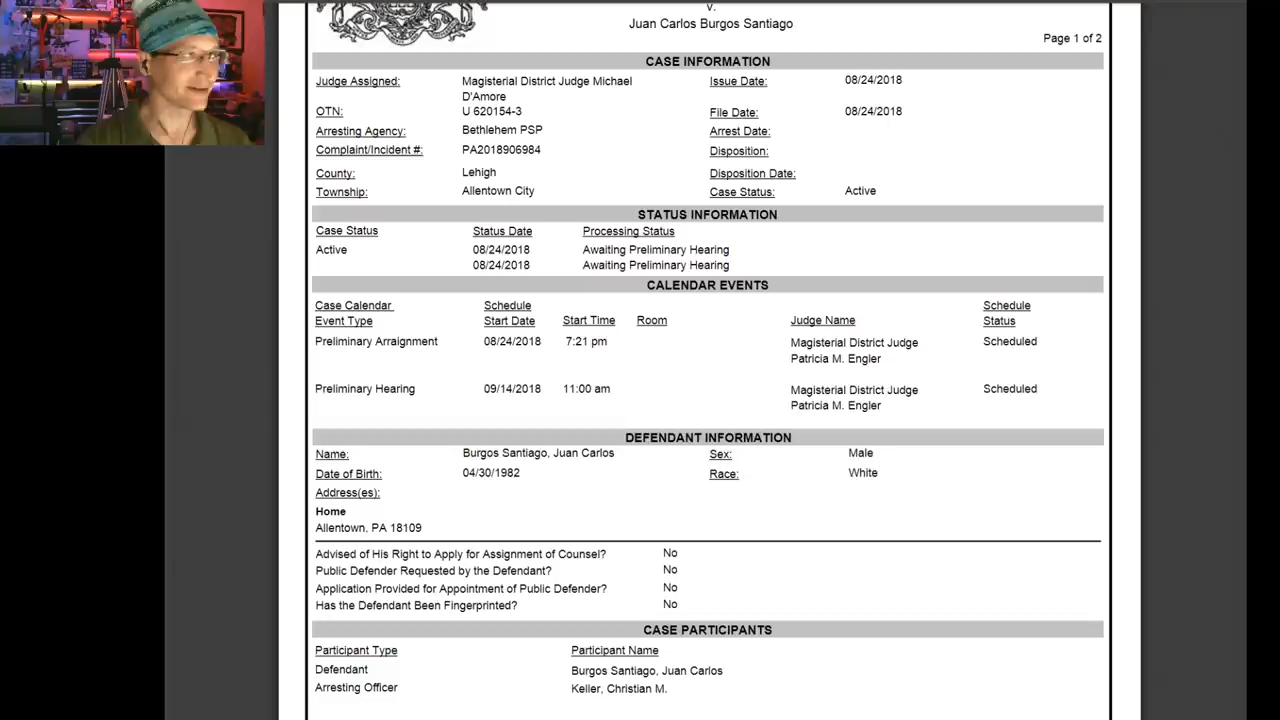 v.
Juan Carlos Burgos Santiago
Page 1 of 2
CASE INFORMATION
Judge Assigned: Magisterial District Judge Michael D'Amore Issue Date: 08/24/2018
OTN: U 620154-3 File Date: 08/24/2018
Arresting Agency: Bethlehem PSP Arrest Date:
Complaint/Incident #: PA2018906984 Disposition:
County: Lehigh Disposition Date:
Township: Allentown City Case Status: Active
STATUS INFORMATION
Case Status Status Date Processing Status
Active 08/24/2018 Awaiting Preliminary Hearing
08/24/2018 Awaiting Preliminary Hearing
CALENDAR EVENTS
Case Calendar Schedule Schedule
Event Type Start Date Start Time Room Judge Name Status
Preliminary Arraignment 08/24/2018 7:21 pm Magisterial District Judge Scheduled
Patricia M. Engler
Preliminary Hearing 09/14/2018 11:00 am Magisterial District Judge Scheduled
Patricia M. Engler
DEFENDANT INFORMATION
Name: Burgos Santiago, Juan Carlos Sex: Male
Date of Birth: 04/30/1982 Race: White
Address(es):
Home
Allentown, PA 18109
Advised of His Right to Apply for Assignment of Counsel? No
Public Defender Requested by the Defendant? No
Application Provided for Appointment of Public Defender? No
Has the Defendant Been Fingerprinted? No
CASE PARTICIPANTS
Participant Type Participant Name
Defendant Burgos Santiago, Juan Carlos
Arresting Officer Keller, Christian M.